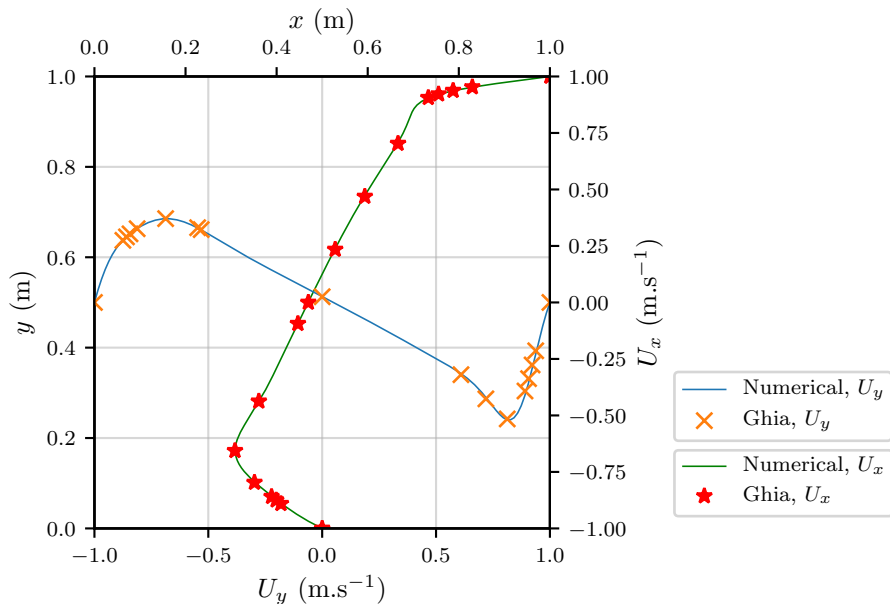 x (m)
0.0 0.2 0.4 0.6 0.8 1.0
1.0 0.8 0.6 0.4 0.2 0.0
y (m)
1.00 0.75 0.50 0.25 0.00 −0.25 −0.50 −0.75 −1.00
U_x (m.s⁻¹)
−1.0 −0.5 0.0 0.5 1.0
U_y (m.s⁻¹)
Numerical, U_y
Ghia, U_y
Numerical, U_x
Ghia, U_x